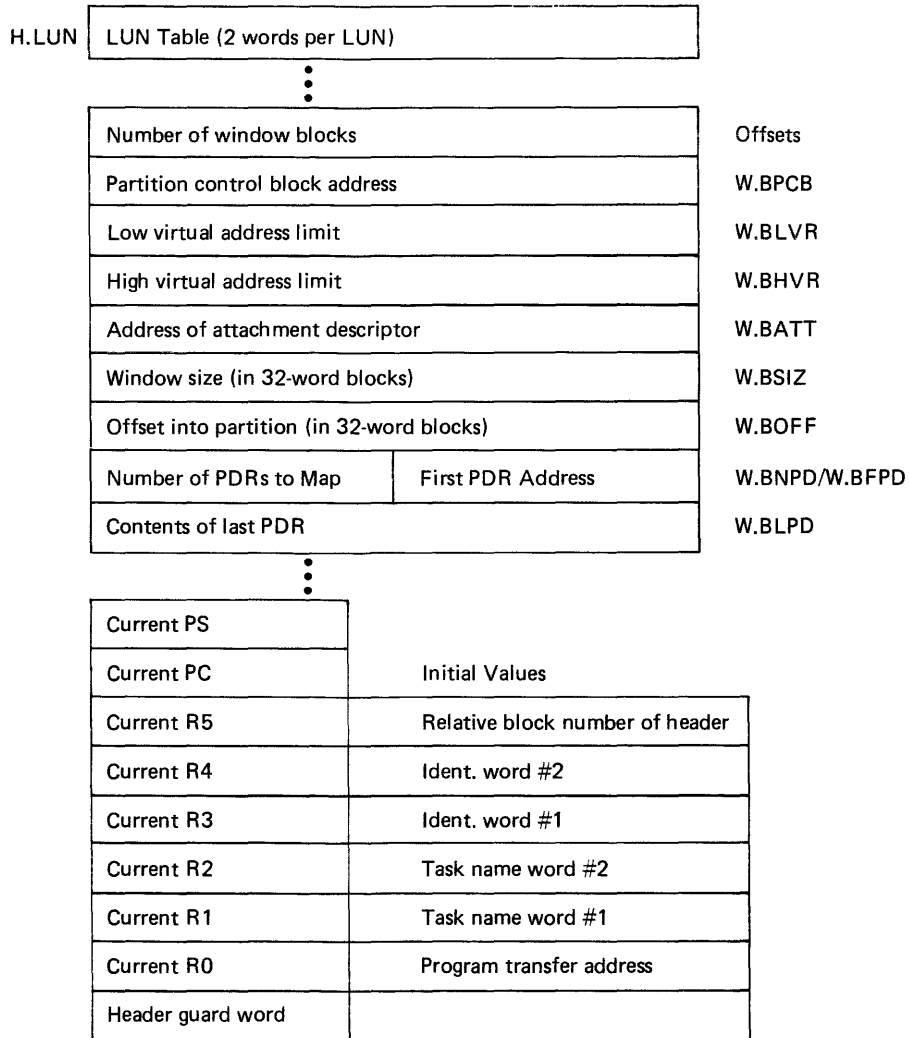 H.LUN LUN Table (2 words per LUN)
Number of window blocks Offsets
Partition control block address W.BPCB
Low virtual address limit W.BLVR
High virtual address limit W.BHVR
Address of attachment descriptor W.BATT
Window size (in 32-word blocks) W.BSIZ
Offset into partition (in 32-word blocks) W.BOFF
Number of PDRs to Map First PDR Address W.BNPD/W.BFPD
Contents of last PDR W.BLPD
Current PS
Current PC Initial Values
Current R5 Relative block number of header
Current R4 Ident. word #2
Current R3 Ident. word #1
Current R2 Task name word #2
Current R1 Task name word #1
Current R0 Program transfer address
Header guard word